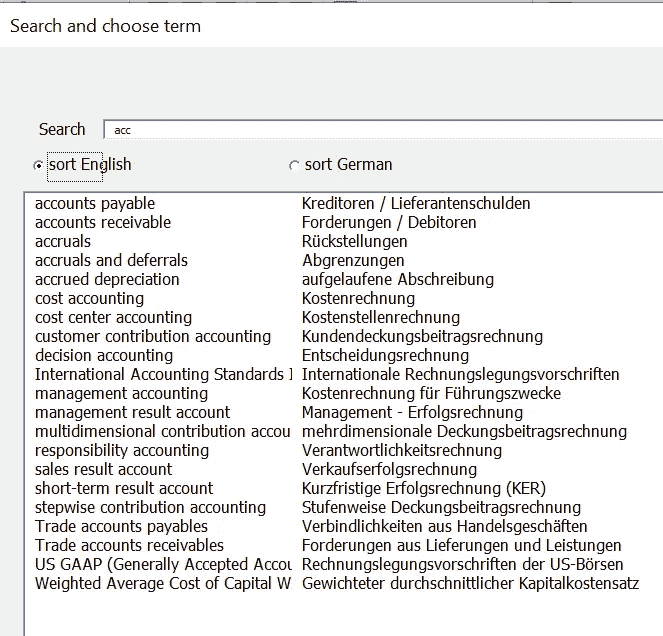 Search and choose term
Search acc
sort English sort German
accounts payable Kreditoren / Lieferantenschulden
accounts receivable Forderungen / Debitoren
accruals Rückstellungen
accruals and deferrals Abgrenzungen
accrued depreciation aufgelaufene Abschreibung
cost accounting Kostenrechnung
cost center accounting Kostenstellenrechnung
customer contribution accounting Kundendeckungsbeitragsrechnung
decision accounting Entscheidungsrechnung
International Accounting Standards I Internationale Rechnungslegungsvorschriften
management accounting Kostenrechnung für Führungszwecke
management result account Management - Erfolgsrechnung
multidimensional contribution accou mehrdimensionale Deckungsbeitragsrechnung
responsibility accounting Verantwortlichkeitsrechnung
sales result account Verkaufserfolgsrechnung
short-term result account Kurzfristige Erfolgsrechnung (KER)
stepwise contribution accounting Stufenweise Deckungsbeitragsrechnung
Trade accounts payables Verbindlichkeiten aus Handelsgeschäften
Trade accounts receivables Forderungen aus Lieferungen und Leistungen
US GAAP (Generally Accepted Accou Rechnungslegungsvorschriften der US-Börsen
Weighted Average Cost of Capital W Gewichteter durchschnittlicher Kapitalkostensatz